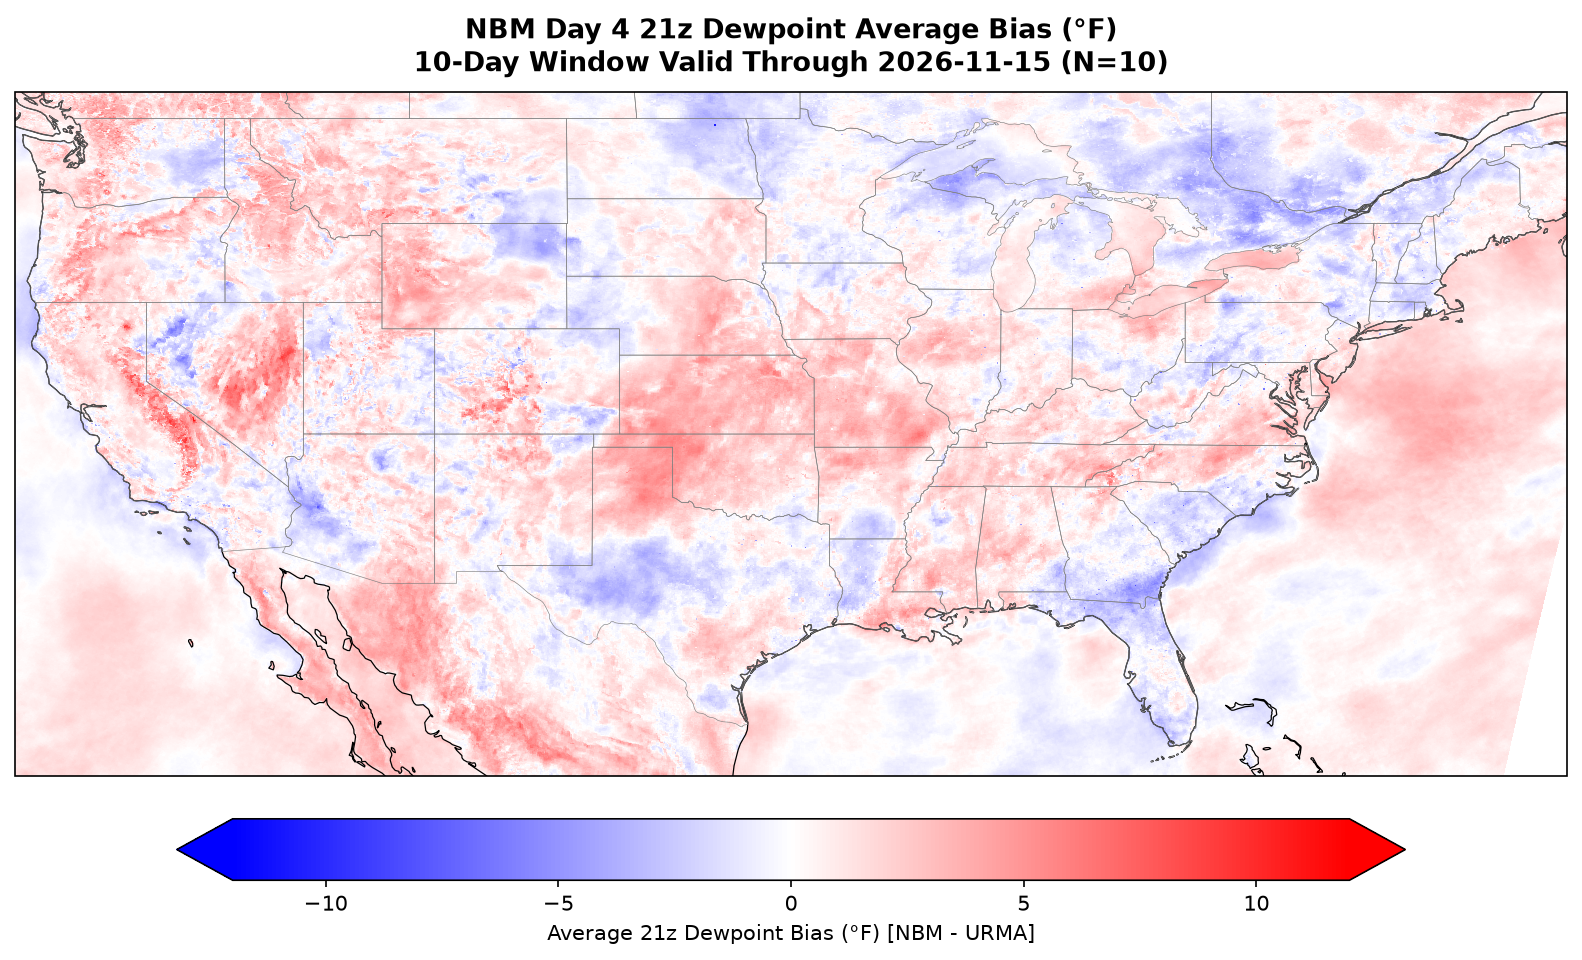 NBM Day 4 21z Dewpoint Average Bias (°F)
10-Day Window Valid Through 2026-11-15 (N=10)
−10 −5 0 5 10
Average 21z Dewpoint Bias (°F) [NBM - URMA]